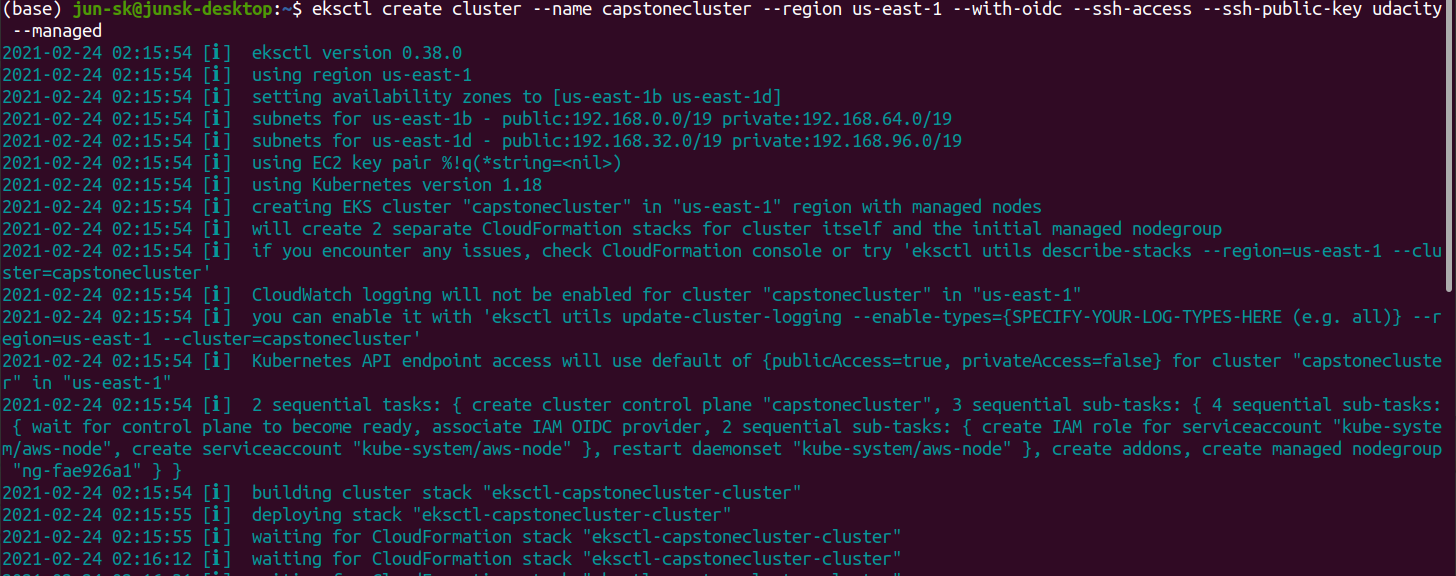 (base) jun-sk@junsk-desktop:~$ eksctl create cluster --name capstonecluster --region us-east-1 --with-oidc --ssh-access --ssh-public-key udacity
 --managed
2021-02-24 02:15:54 [ℹ]  eksctl version 0.38.0
2021-02-24 02:15:54 [ℹ]  using region us-east-1
2021-02-24 02:15:54 [ℹ]  setting availability zones to [us-east-1b us-east-1d]
2021-02-24 02:15:54 [ℹ]  subnets for us-east-1b - public:192.168.0.0/19 private:192.168.64.0/19
2021-02-24 02:15:54 [ℹ]  subnets for us-east-1d - public:192.168.32.0/19 private:192.168.96.0/19
2021-02-24 02:15:54 [ℹ]  using EC2 key pair %!q(*string=<nil>)
2021-02-24 02:15:54 [ℹ]  using Kubernetes version 1.18
2021-02-24 02:15:54 [ℹ]  creating EKS cluster "capstonecluster" in "us-east-1" region with managed nodes
2021-02-24 02:15:54 [ℹ]  will create 2 separate CloudFormation stacks for cluster itself and the initial managed nodegroup
2021-02-24 02:15:54 [ℹ]  if you encounter any issues, check CloudFormation console or try 'eksctl utils describe-stacks --region=us-east-1 --clu
ster=capstonecluster'
2021-02-24 02:15:54 [ℹ]  CloudWatch logging will not be enabled for cluster "capstonecluster" in "us-east-1"
2021-02-24 02:15:54 [ℹ]  you can enable it with 'eksctl utils update-cluster-logging --enable-types={SPECIFY-YOUR-LOG-TYPES-HERE (e.g. all)} --r
egion=us-east-1 --cluster=capstonecluster'
2021-02-24 02:15:54 [ℹ]  Kubernetes API endpoint access will use default of {publicAccess=true, privateAccess=false} for cluster "capstonecluste
r" in "us-east-1"
2021-02-24 02:15:54 [ℹ]  2 sequential tasks: { create cluster control plane "capstonecluster", 3 sequential sub-tasks: { 4 sequential sub-tasks:
 { wait for control plane to become ready, associate IAM OIDC provider, 2 sequential sub-tasks: { create IAM role for serviceaccount "kube-syste
m/aws-node", create serviceaccount "kube-system/aws-node" }, restart daemonset "kube-system/aws-node" }, create addons, create managed nodegroup
 "ng-fae926a1" } }
2021-02-24 02:15:54 [ℹ]  building cluster stack "eksctl-capstonecluster-cluster"
2021-02-24 02:15:55 [ℹ]  deploying stack "eksctl-capstonecluster-cluster"
2021-02-24 02:15:55 [ℹ]  waiting for CloudFormation stack "eksctl-capstonecluster-cluster"
2021-02-24 02:16:12 [ℹ]  waiting for CloudFormation stack "eksctl-capstonecluster-cluster"